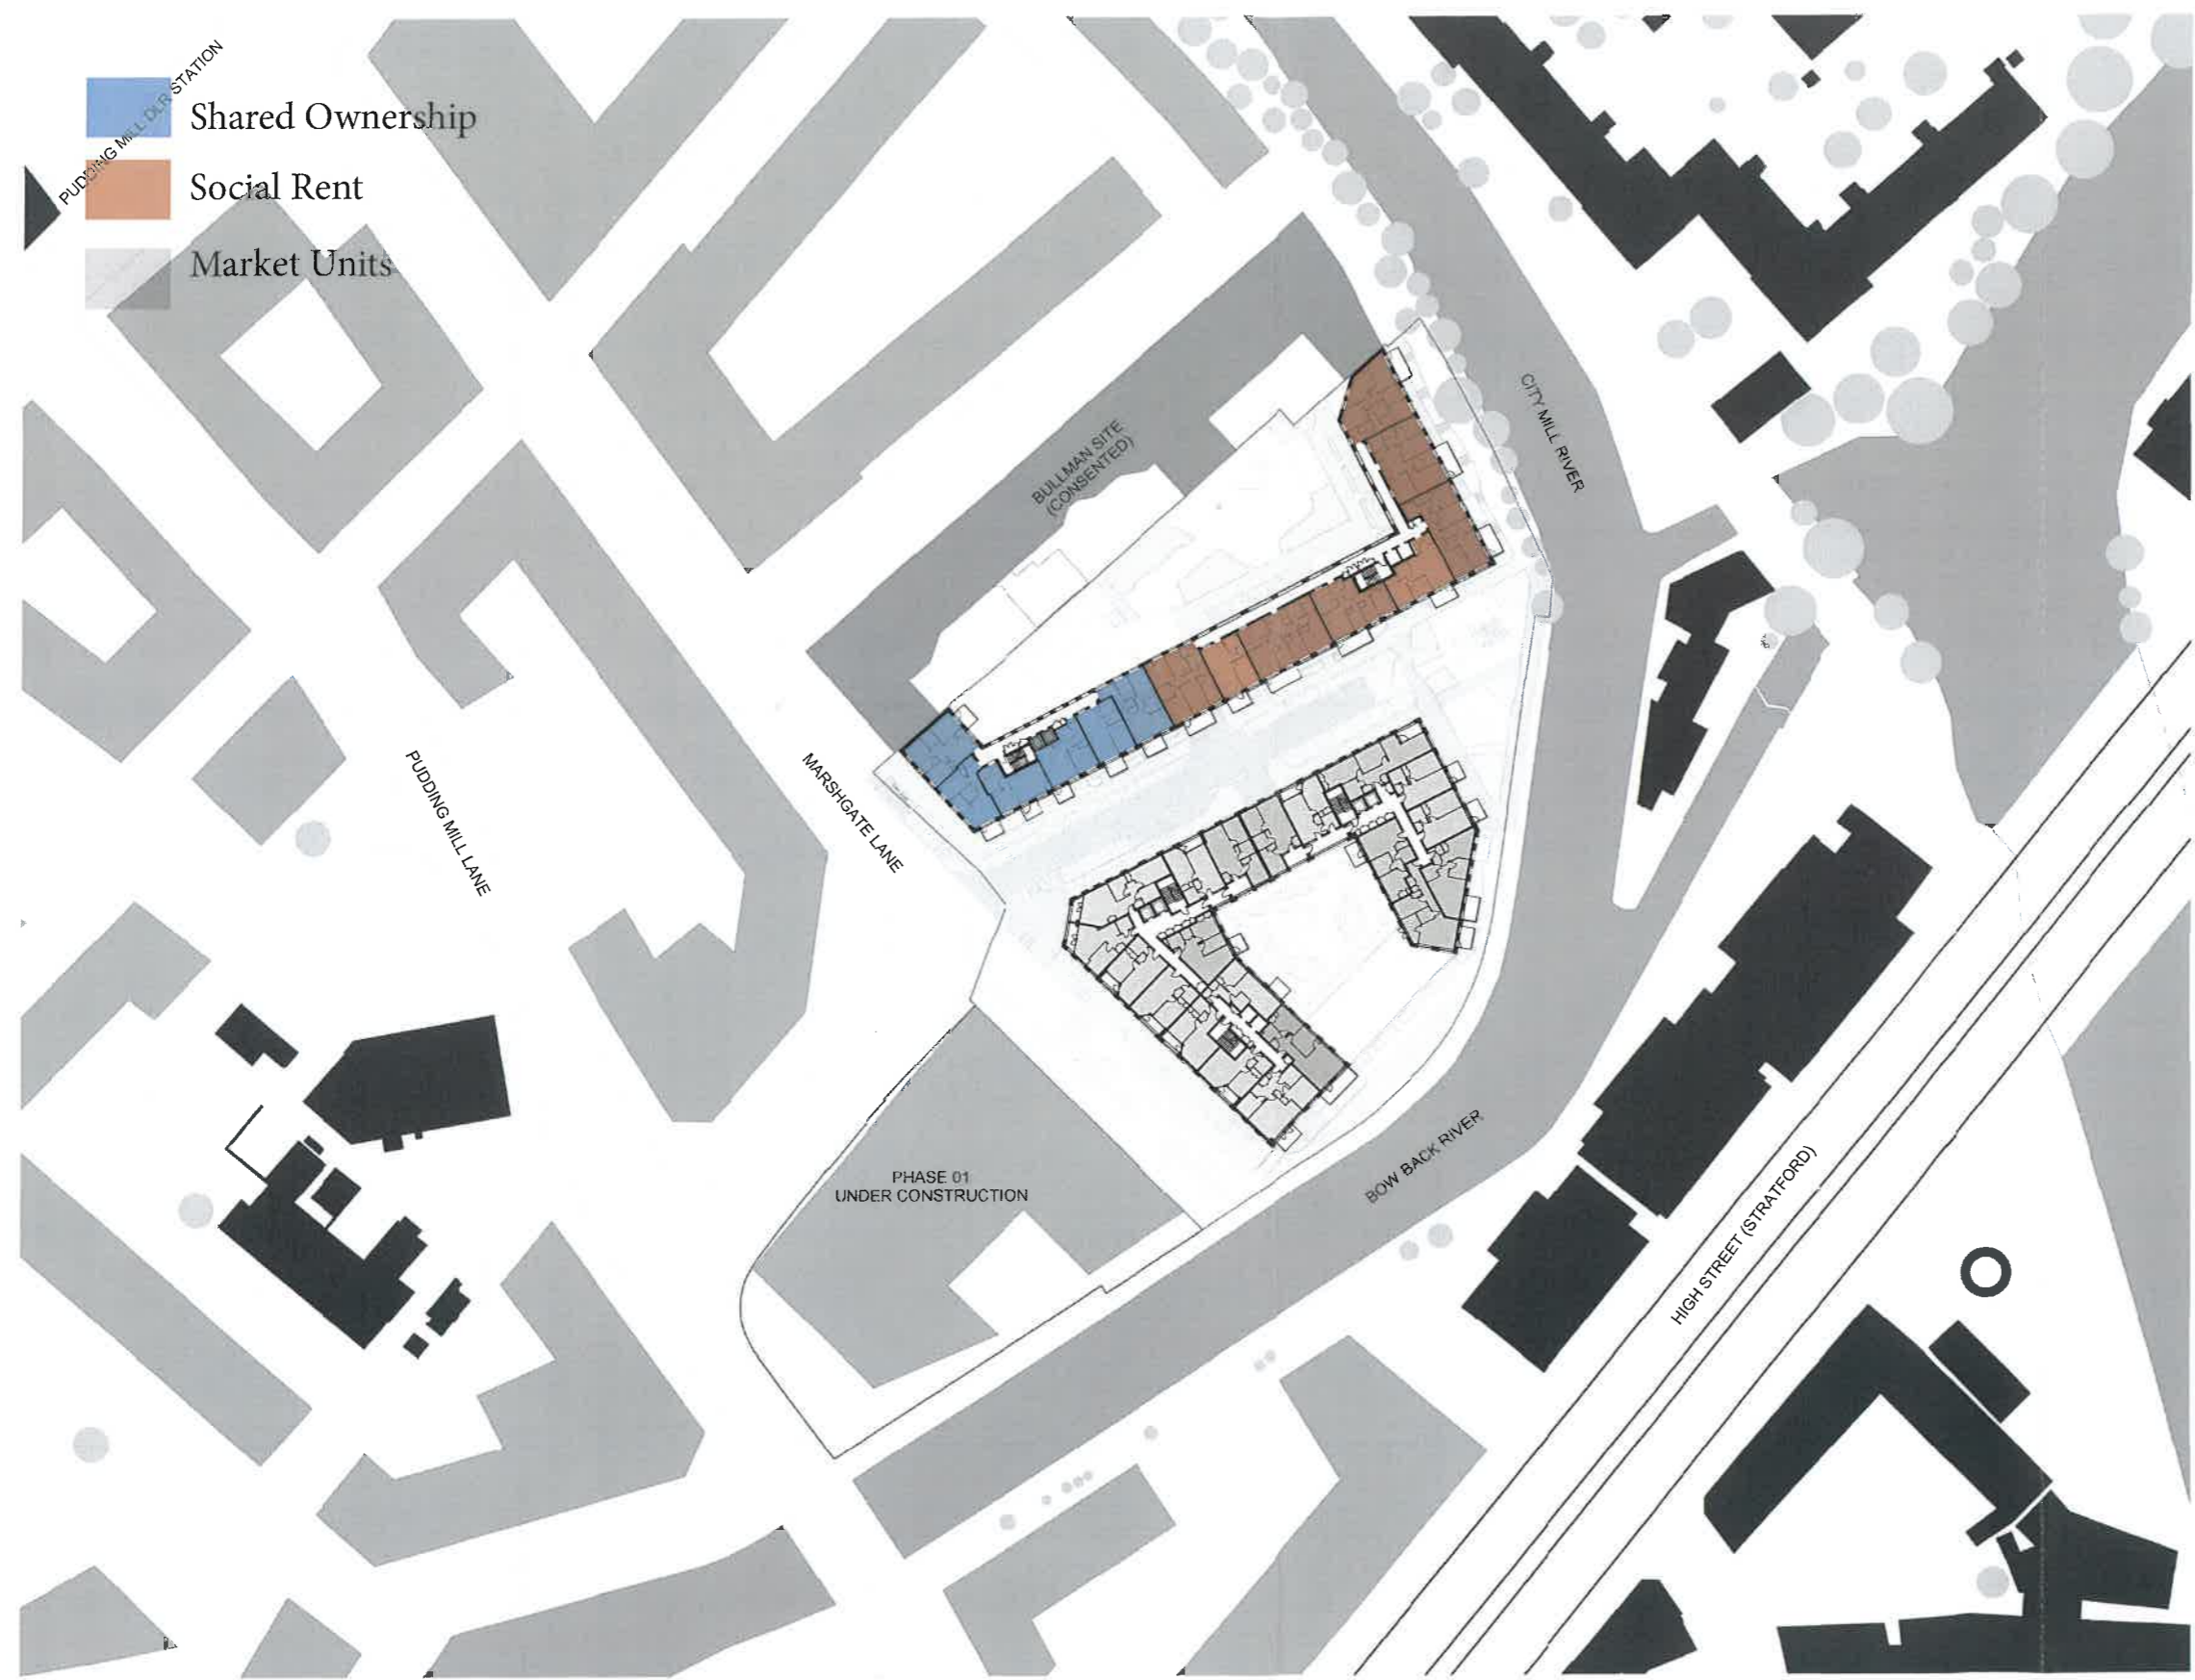 PUDDING MILL DLR STATION
Shared Ownership
Social Rent
Market Units
BULLMAN SITE
(CONSENTED)
CITY MILL RIVER
PUDDING MILL LANE
MARSHGATE LANE
PHASE 01
UNDER CONSTRUCTION
BOW BACK RIVER
HIGH STREET (STRATFORD)